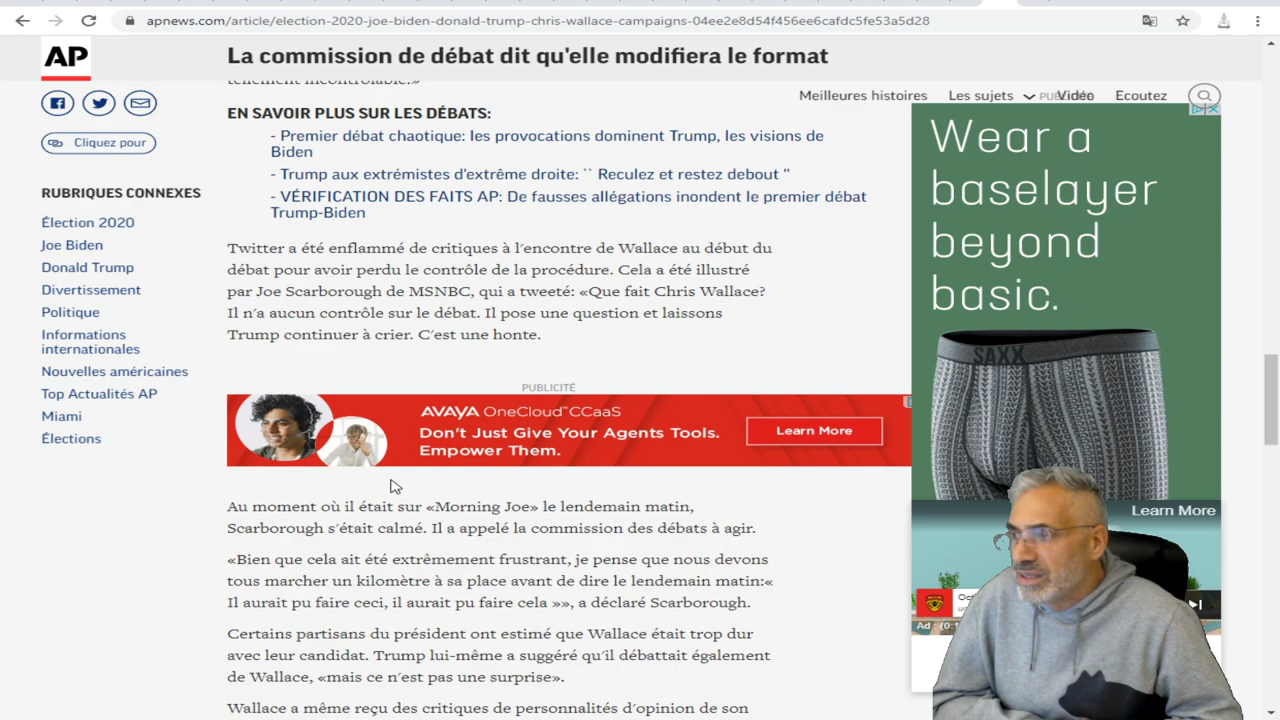 apnews.com/article/election-2020-joe-biden-donald-trump-chris-wallace-campaigns-04ee2e8d54f456ee6cafdc5fe53a5d28
AP
La commission de débat dit qu'elle modifiera le format
Meilleures histoires
Les sujets
Vidéo
Ecoutez
Cliquez pour
RUBRIQUES CONNEXES
Élection 2020
Joe Biden
Donald Trump
Divertissement
Politique
Informations
internationales
Nouvelles américaines
Top Actualités AP
Miami
Élections
EN SAVOIR PLUS SUR LES DÉBATS:
- Premier débat chaotique: les provocations dominent Trump, les visions de
Biden
- Trump aux extrémistes d'extrême droite: `` Reculez et restez debout ''
- VÉRIFICATION DES FAITS AP: De fausses allégations inondent le premier débat
Trump-Biden
Twitter a été enflammé de critiques à l'encontre de Wallace au début du
débat pour avoir perdu le contrôle de la procédure. Cela a été illustré
par Joe Scarborough de MSNBC, qui a tweeté: «Que fait Chris Wallace?
Il n'a aucun contrôle sur le débat. Il pose une question et laissons
Trump continuer à crier. C'est une honte.
PUBLICITÉ
AVAYA OneCloud™CCaaS
Don't Just Give Your Agents Tools.
Empower Them.
Learn More
Au moment où il était sur «Morning Joe» le lendemain matin,
Scarborough s'était calmé. Il a appelé la commission des débats à agir.
«Bien que cela ait été extrêmement frustrant, je pense que nous devons
tous marcher un kilomètre à sa place avant de dire le lendemain matin:«
Il aurait pu faire ceci, il aurait pu faire cela »», a déclaré Scarborough.
Certains partisans du président ont estimé que Wallace était trop dur
avec leur candidat. Trump lui-même a suggéré qu'il débattait également
de Wallace, «mais ce n'est pas une surprise».
Wallace a même reçu des critiques de personnalités d'opinion de son
Wear a
baselayer
beyond
basic.
SAXX
Learn More